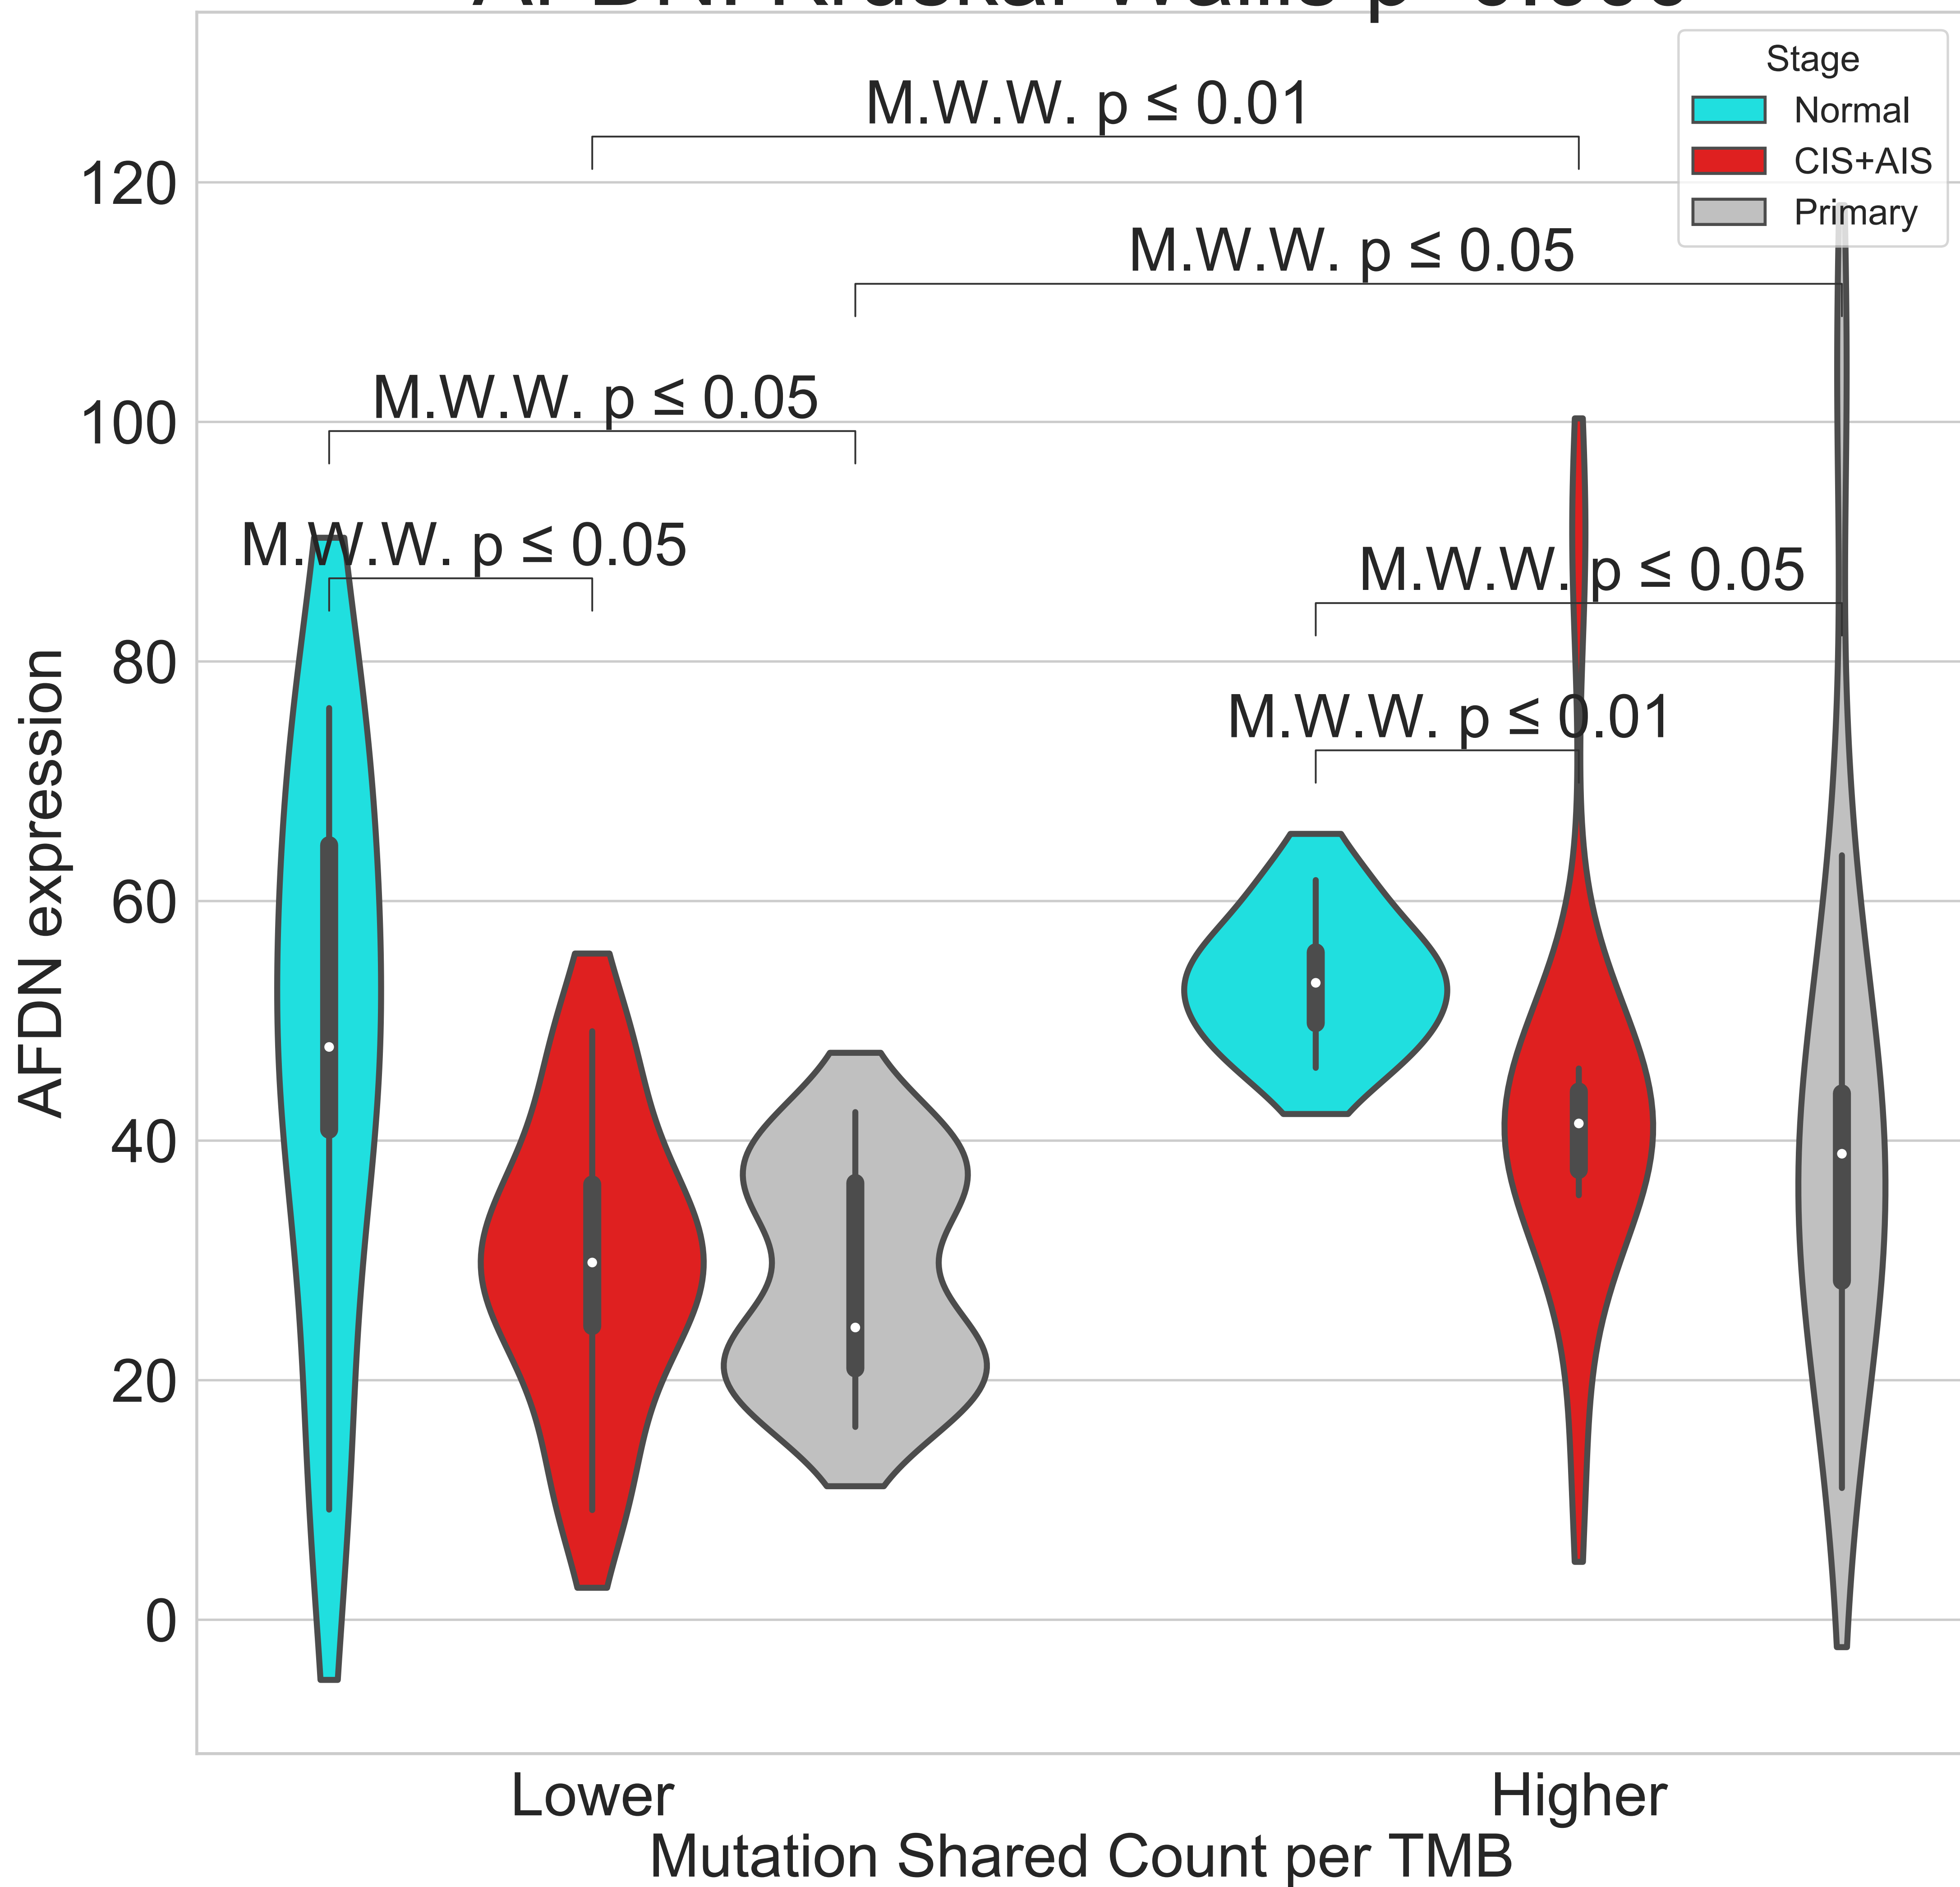 Stage
Normal
CIS+AIS
Primary
M.W.W. p ≤ 0.01
M.W.W. p ≤ 0.05
M.W.W. p ≤ 0.05
M.W.W. p ≤ 0.05
M.W.W. p ≤ 0.05
M.W.W. p ≤ 0.01
120
100
80
60
40
20
0
AFDN expression
Lower
Higher
Mutation Shared Count per TMB